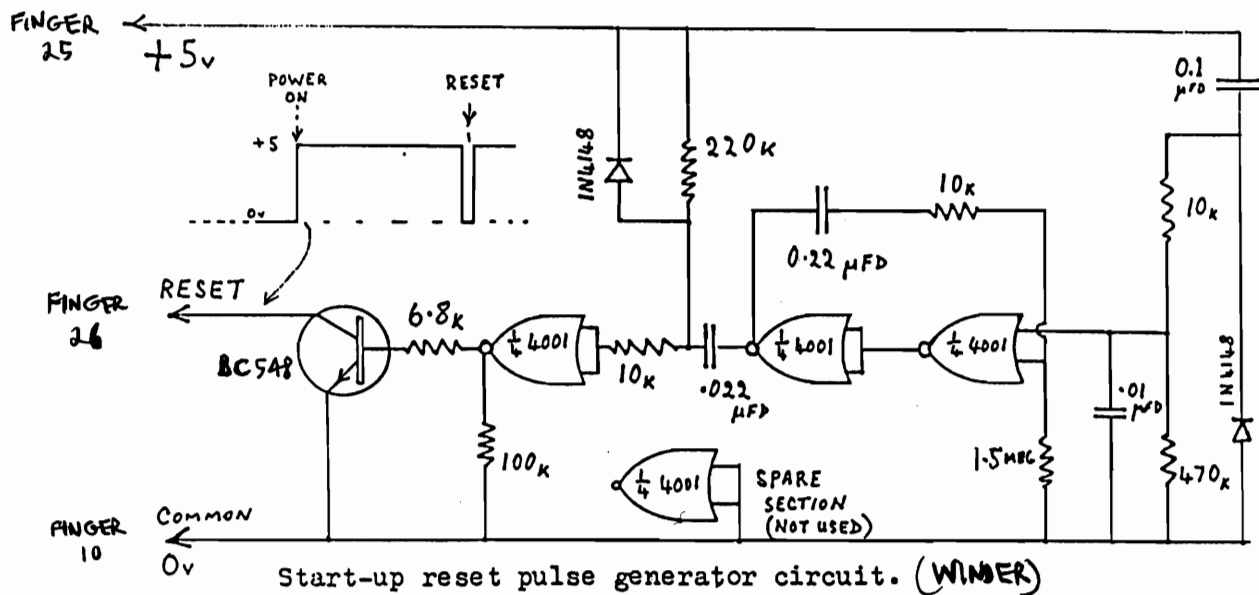 FINGER
25
+5v
POWER
ON
RESET
+5
0v
1N4148
220K
10K
0.22 µFD
0.1
µFD
10K
FINGER
26
RESET
BC548
6.8K
1/4 4001
10K
.022
µFD
1/4 4001
1/4 4001
.01
µFD
1N4148
100K
1/4 4001
SPARE
SECTION
(NOT USED)
1.5MEG
470K
FINGER
10
COMMON
0v
Start-up reset pulse generator circuit. (WINDER)